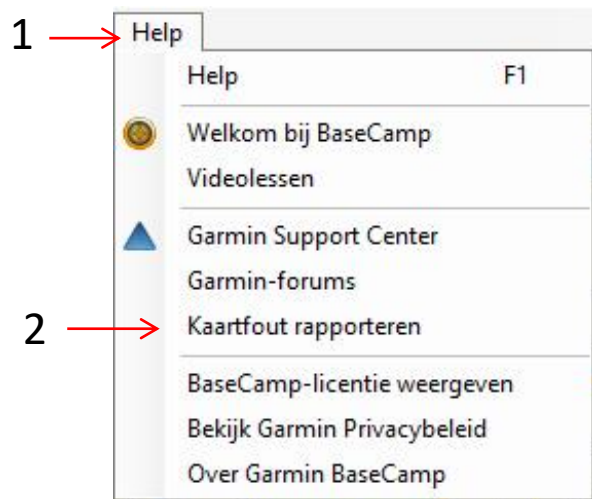 1 Help
Help F1
Welkom bij BaseCamp
Videolessen
Garmin Support Center
Garmin-forums
2 Kaartfout rapporteren
BaseCamp-licentie weergeven
Bekijk Garmin Privacybeleid
Over Garmin BaseCamp